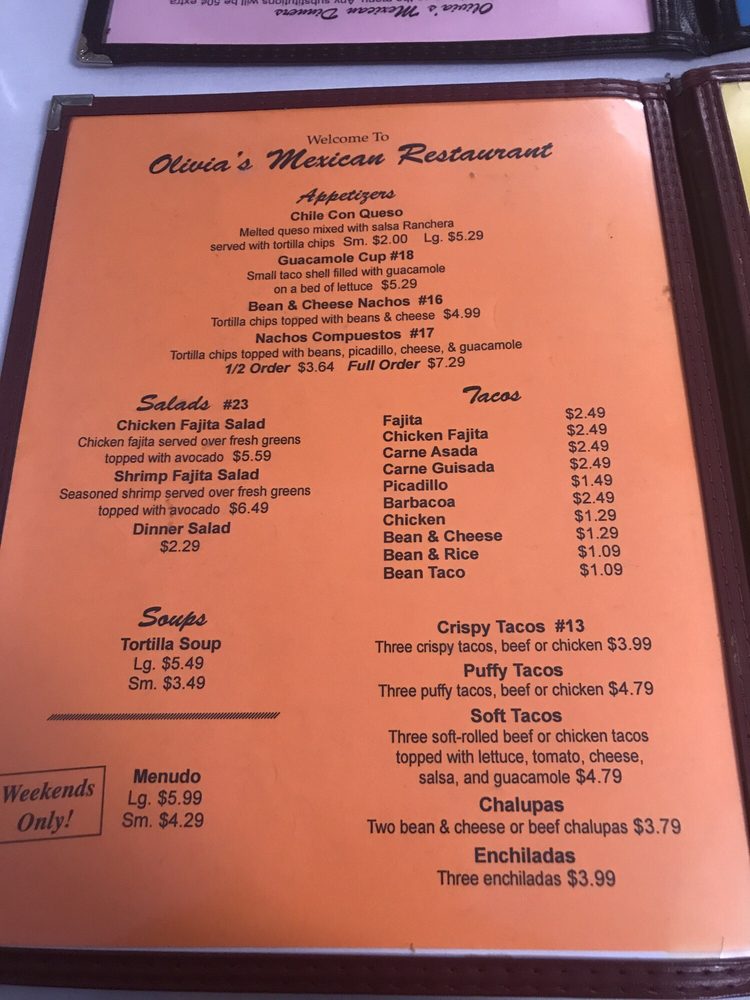 Olivia's Mexican Dinners
substitutions will be 50¢ extra
Welcome To
Olivia's Mexican Restaurant
Appetizers
Chile Con Queso
Melted queso mixed with salsa Ranchera
served with tortilla chips Sm. $2.00 Lg. $5.29
Guacamole Cup #18
Small taco shell filled with guacamole
on a bed of lettuce $5.29
Bean & Cheese Nachos #16
Tortilla chips topped with beans & cheese $4.99
Nachos Compuestos #17
Tortilla chips topped with beans, picadillo, cheese, & guacamole
1/2 Order $3.64 Full Order $7.29
Salads #23
Chicken Fajita Salad
Chicken fajita served over fresh greens
topped with avocado $5.59
Shrimp Fajita Salad
Seasoned shrimp served over fresh greens
topped with avocado $6.49
Dinner Salad
$2.29
Soups
Tortilla Soup
Lg. $5.49
Sm. $3.49
Weekends
Only!
Menudo
Lg. $5.99
Sm. $4.29
Tacos
Fajita $2.49
Chicken Fajita $2.49
Carne Asada $2.49
Carne Guisada $2.49
Picadillo $1.49
Barbacoa $2.49
Chicken $1.29
Bean & Cheese $1.29
Bean & Rice $1.09
Bean Taco $1.09
Crispy Tacos #13
Three crispy tacos, beef or chicken $3.99
Puffy Tacos
Three puffy tacos, beef or chicken $4.79
Soft Tacos
Three soft-rolled beef or chicken tacos
topped with lettuce, tomato, cheese,
salsa, and guacamole $4.79
Chalupas
Two bean & cheese or beef chalupas $3.79
Enchiladas
Three enchiladas $3.99